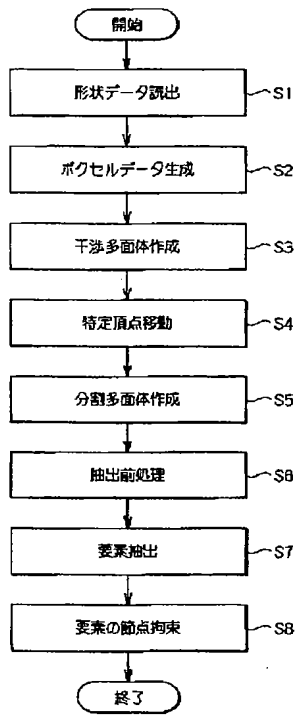 開始
形状データ読出 S1
ボクセルデータ生成 S2
干渉多面体作成 S3
特定頂点移動 S4
分割多面体作成 S5
抽出前処理 S6
要素抽出 S7
要素の節点拘束 S8
終了